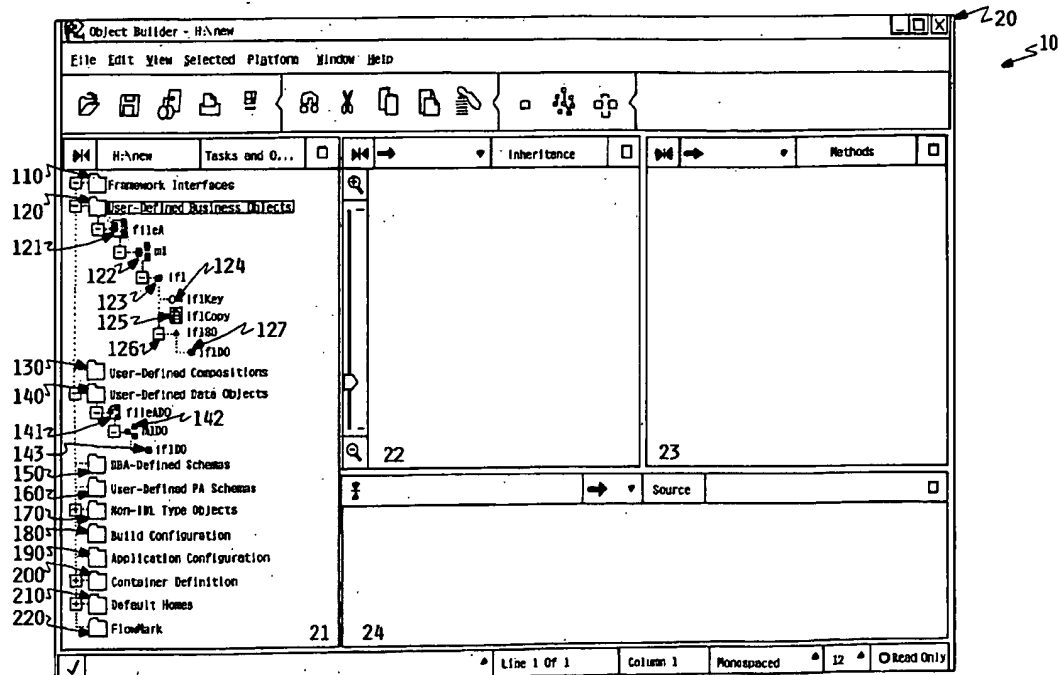 20
10
Object Builder - H:\new
File Edit View Selected Platform Window Help
H:\new Tasks and O... Inheritance Methods
110 Framework Interfaces
120 User-Defined Business Objects
121 fileA
122 m1
123 if1 124
if1Key
125 if1Copy
126 if1BO 127
if1DO
130 User-Defined Compositions
140 User-Defined Data Objects
141 fileADO 142
m1DO
143 if1DO
150 DBA-Defined Schemas
160 User-Defined PA Schemas
170 Non-IDL Type Objects
180 Build Configuration
190 Application Configuration
200 Container Definition
210 Default Homes
220 FlowMark
21
22
23
Source
24
Line 1 Of 1 Column 1 Monospaced 12 Read Only